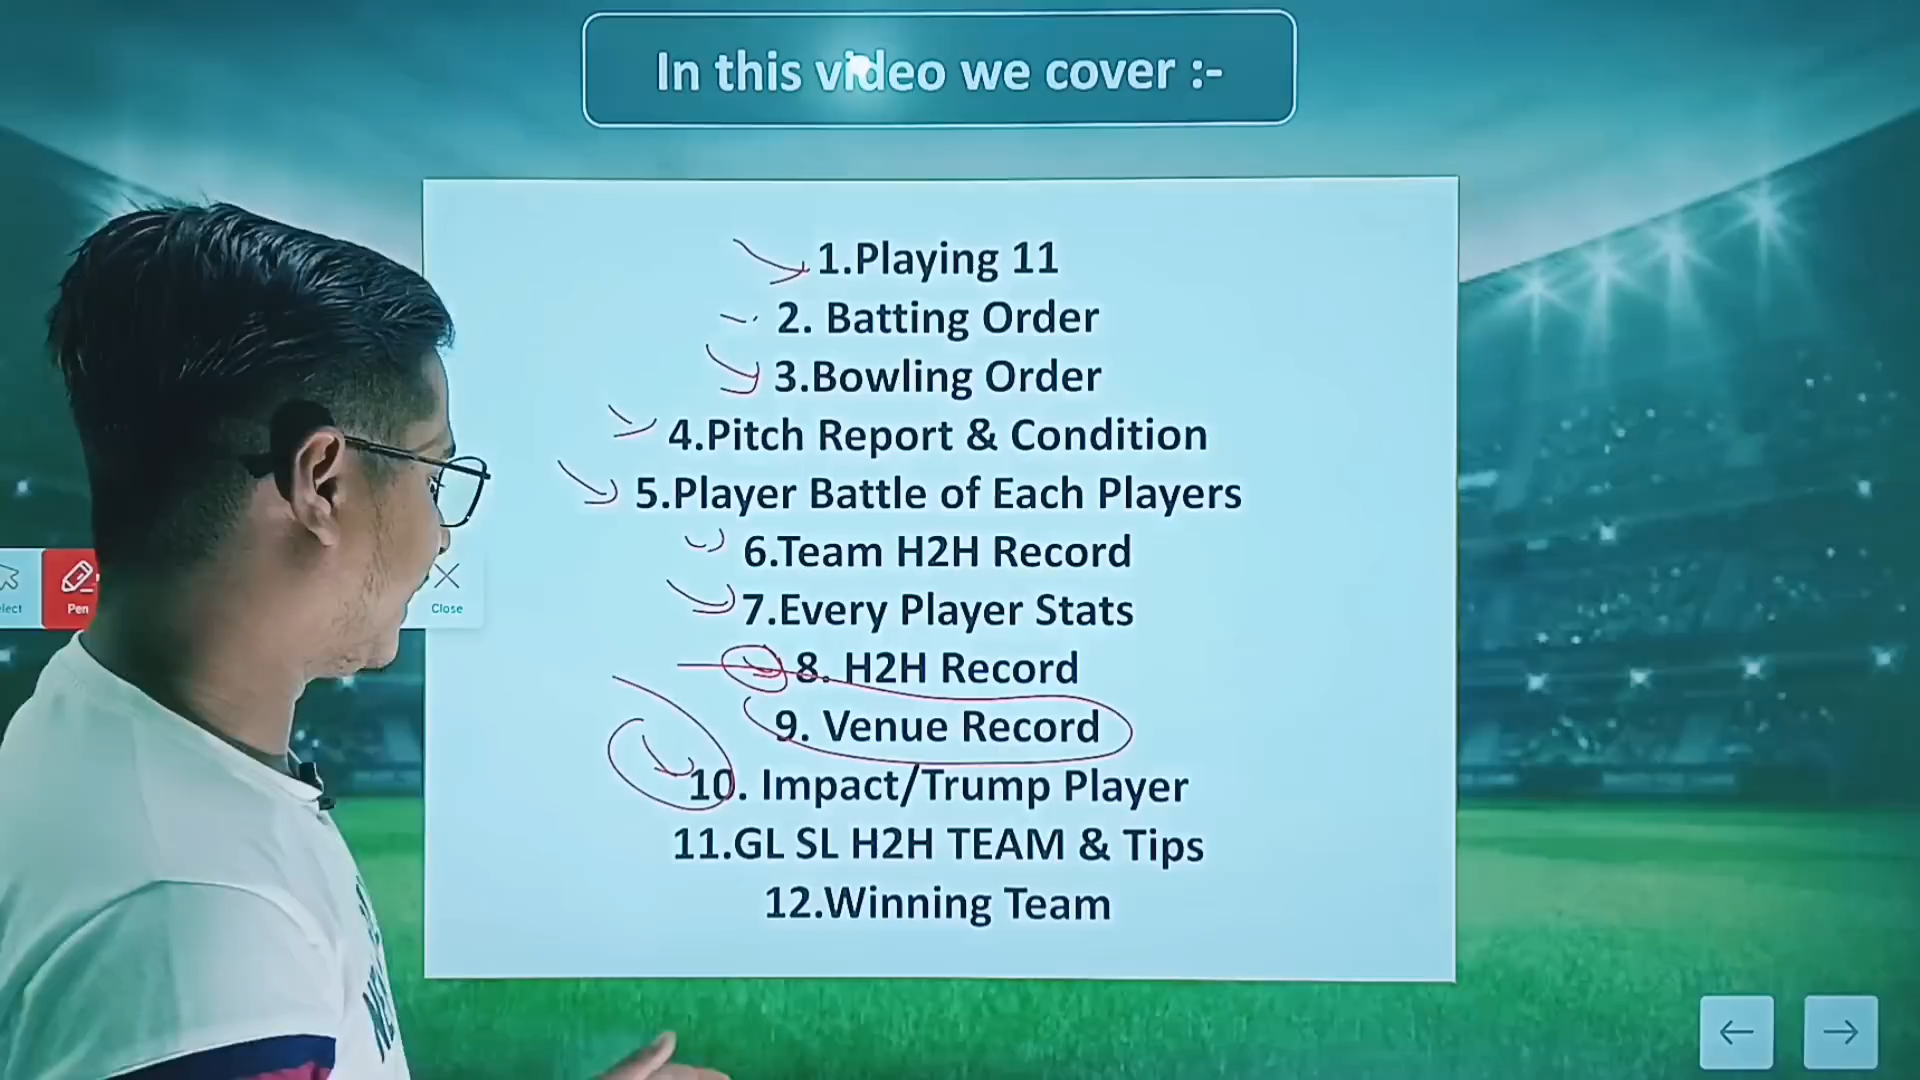 In this video we cover :-
1.Playing 11
2. Batting Order
3.Bowling Order
4.Pitch Report & Condition
5.Player Battle of Each Players
6.Team H2H Record
7.Every Player Stats
8. H2H Record
9. Venue Record
10. Impact/Trump Player
11.GL SL H2H TEAM & Tips
12.Winning Team
Pen
Close